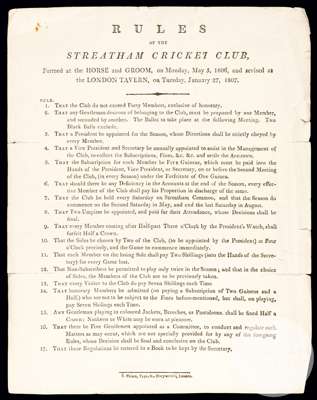 RULES
OF THE
STREATHAM CRICKET CLUB,
Formed at the HORSE and GROOM, on Monday, May 5, 1806, and revised at
the LONDON TAVERN, on Tuesday, January 27, 1807.
RULE.
1. THAT the Club do not exceed Forty Members, exclusive of honorary.
2. THAT any Gentleman desirous of belonging to the Club, must be proposed by one Member,
and seconded by another. The Ballot to take place at the following Meeting. Two
Black Balls exclude.
3. THAT a President be appointed for the Season, whose Directions shall be strictly obeyed by
every Member.
4. THAT a Vice President and Secretary be annually appointed to assist in the Management of
the Club, to collect the Subscriptions, Fines, &c. &c. and settle the Accounts.
5. THAT the Subscription for each Member be FIVE GUINEAS, which must be paid into the
Hands of the President, Vice President, or Secretary, on or before the Second Meeting
of the Club, (in every Season) under the Forfeiture of ONE GUINEA.
6. THAT should there be any Deficiency in the Accounts at the end of the Season, every effec-
tive Member of the Club shall pay his Proportion in discharge of the same.
7. THAT the Club be held every Saturday on Streatham Common, and that the Season do
commence on the Second Saturday in May, and end the last Saturday in August.
8. THAT Two Umpires be appointed, and paid for their Attendance, whose Decisions shall be
final.
9. THAT every Member coming after Half-past Three o'Clock by the President's Watch, shall
forfeit Half a Crown.
10. THAT the Sides be chosen by Two of the Club, (to be appointed by the President) at Four
o'Clock precisely, and the Game to commence immediately.
11. THAT each Member on the losing Side shall pay Two Shillings (into the Hands of the Secre-
tary) for every Game lost.
12. THAT Non-Subscribers be permitted to play only twice in the Season; and that in the choice
of Sides, the Members of the Club are to be previously taken.
13. THAT every Visitor to the Club do pay Seven Shillings each Time.
14. THAT honorary Members be admitted (on paying a Subscription of Two Guineas and a
Half,) who are not to be subject to the Fines before-mentioned, but shall, on playing,
pay Seven Shillings each Time.
15. ANY Gentleman playing in coloured Jackets, Breeches, or Pantaloons, shall be fined Half a
Crown: Nankeen or White may be worn at pleasure.
16. THAT there be Five Gentlemen appointed as a Committee, to conduct and regulate such
Matters as may occur, which are not specially provided for by any of the foregoing
Rules, whose Decision shall be final and conclusive on the Club.
17. THAT these Regulations be entered in a Book to be kept by the Secretary.